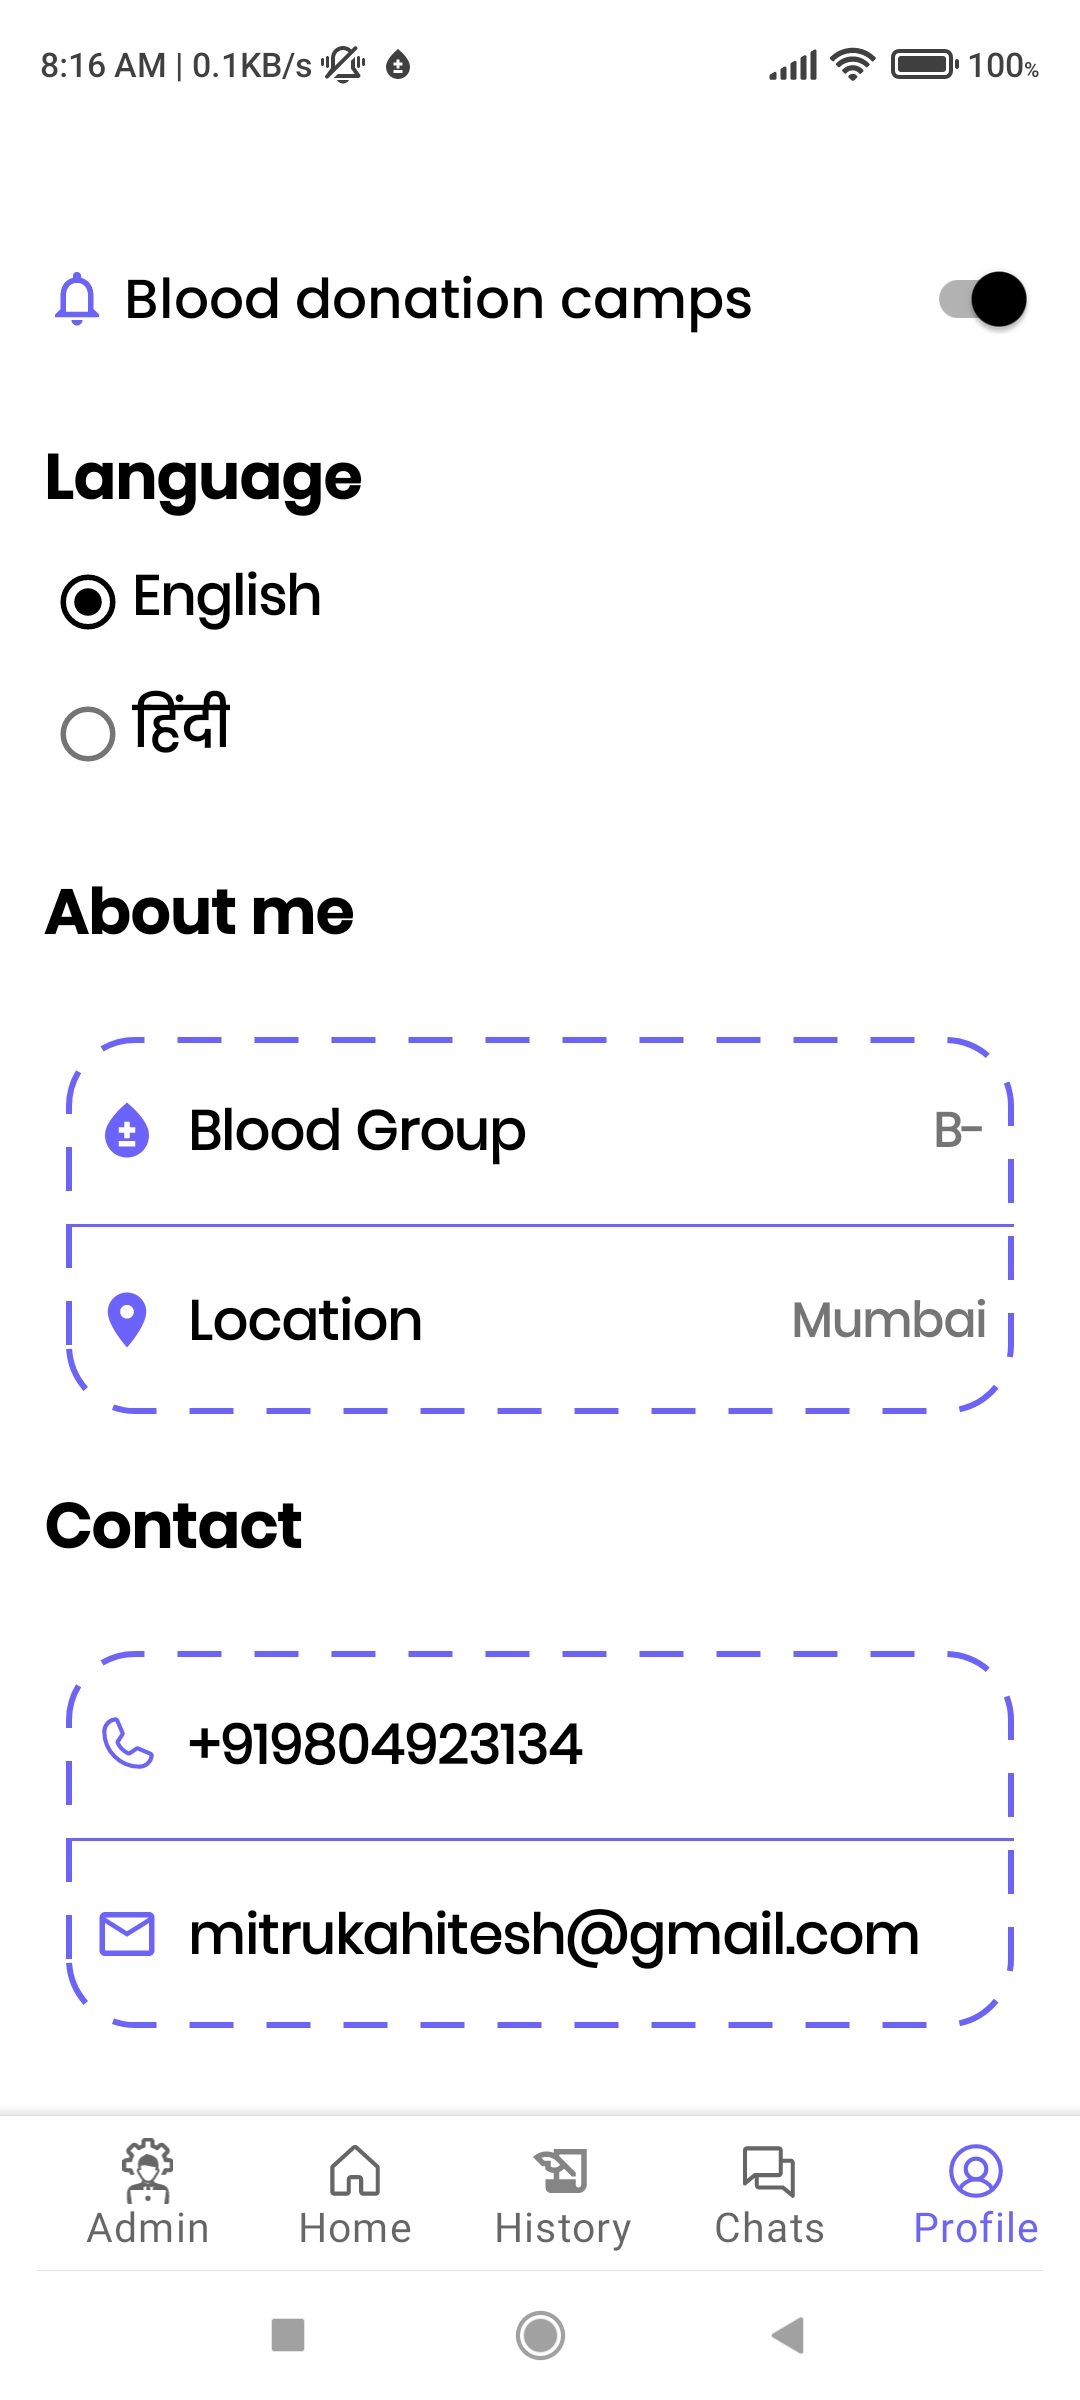 8:16 AM | 0.1KB/s 100%
Blood donation camps
Language
English
हिंदी
About me
Blood Group B-
Location Mumbai
Contact
+919804923134
mitrukahitesh@gmail.com
Admin Home History Chats Profile